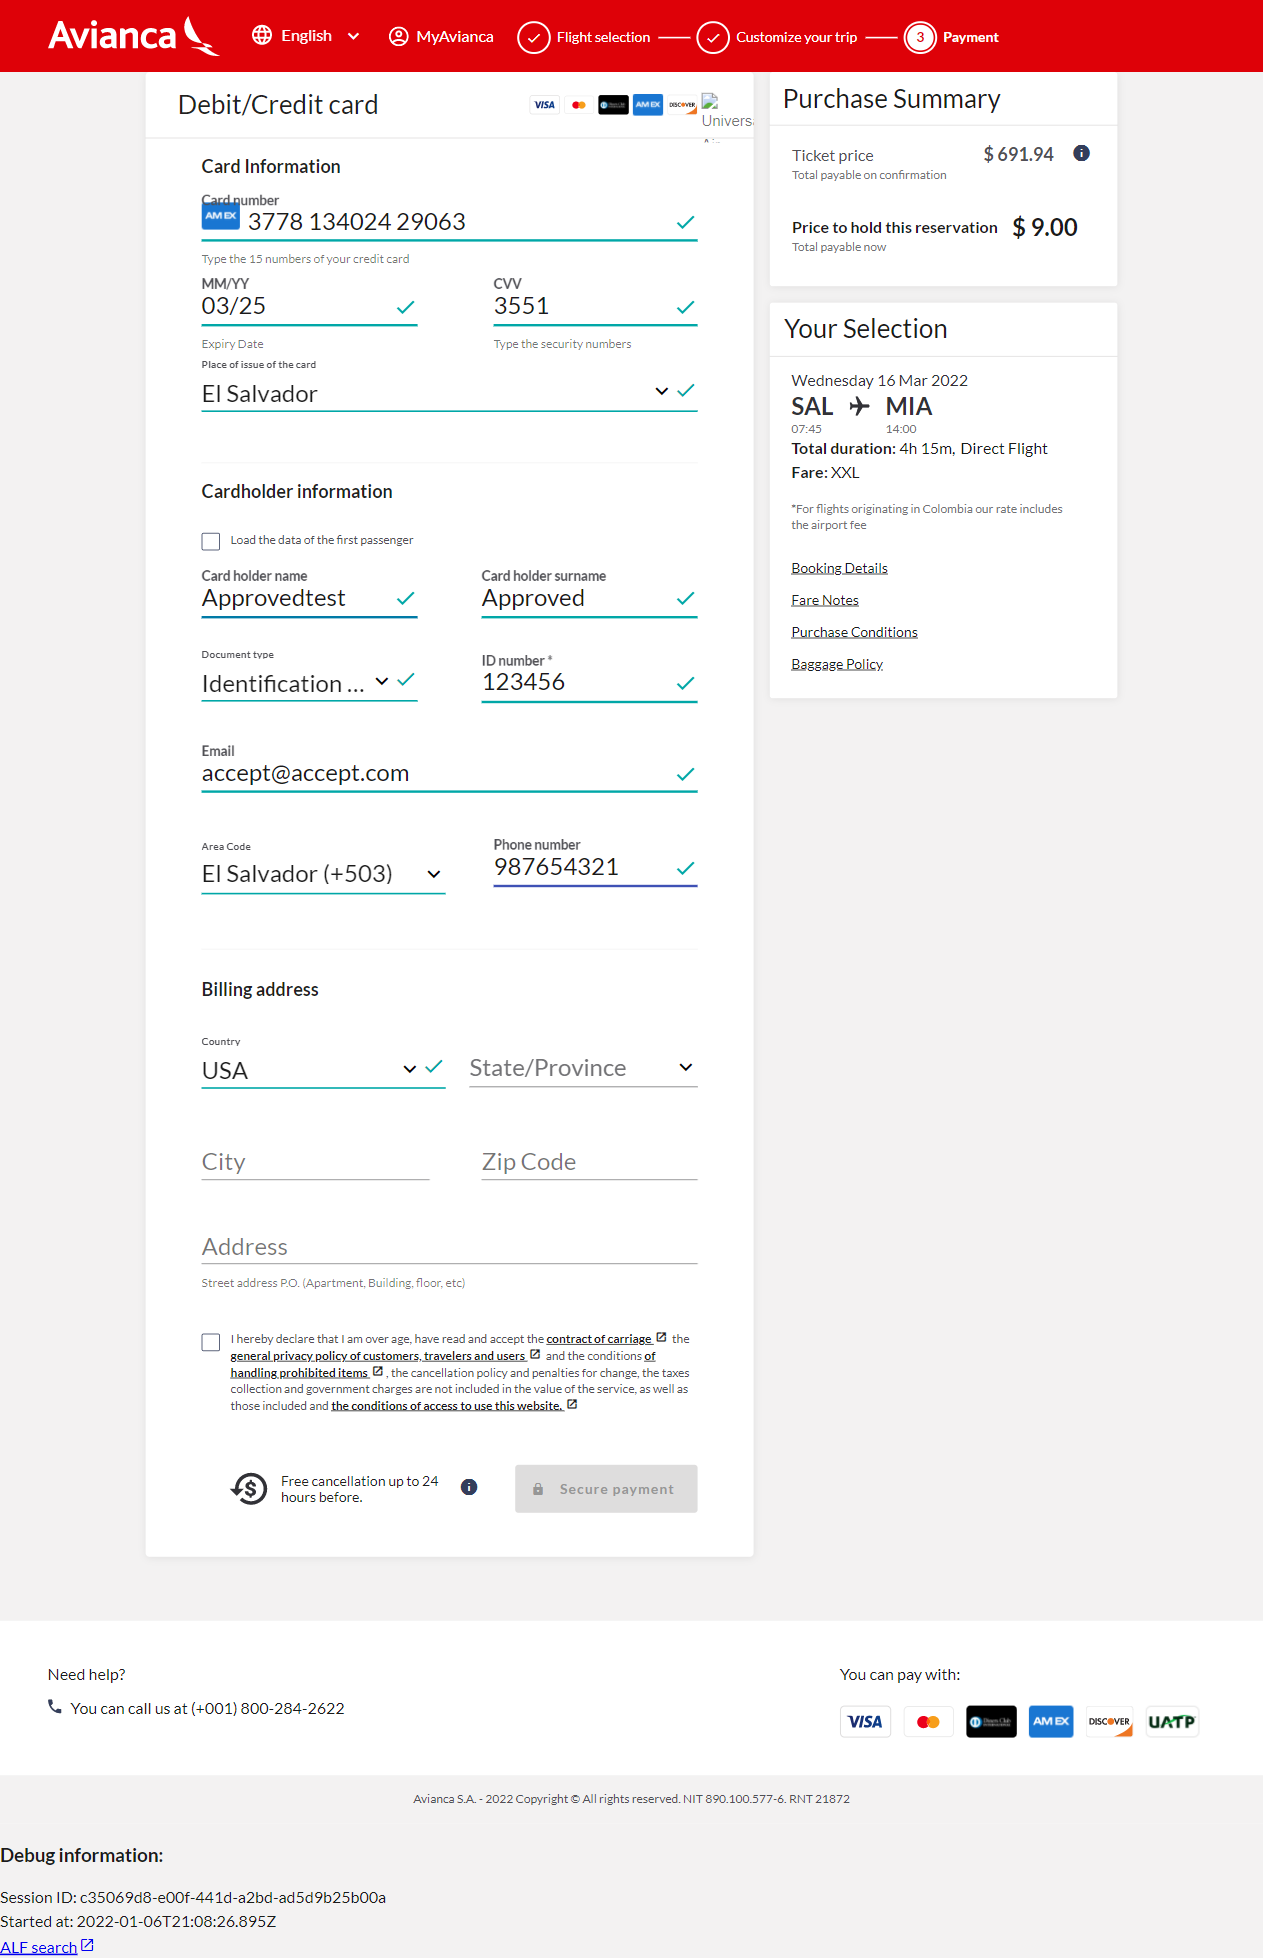 Avianca
English
MyAvianca
Flight selection
Customize your trip
3
Payment
Debit/Credit card
VISA
AMEX
DISCOVER
Universa
Card Information
Card number
AMEX
3778 134024 29063
Type the 15 numbers of your credit card
MM/YY
03/25
Expiry Date
CVV
3551
Type the security numbers
Place of issue of the card
El Salvador
Cardholder information
Load the data of the first passenger
Card holder name
Approvedtest
Card holder surname
Approved
Document type
Identification ...
ID number *
123456
Email
accept@accept.com
Area Code
El Salvador (+503)
Phone number
987654321
Billing address
Country
USA
State/Province
City
Zip Code
Address
Street address P.O. (Apartment, Building, floor, etc)
I hereby declare that I am over age, have read and accept the contract of carriage the
general privacy policy of customers, travelers and users and the conditions of
handling prohibited items , the cancellation policy and penalties for change, the taxes
collection and government charges are not included in the value of the service, as well as
those included and the conditions of access to use this website.
Free cancellation up to 24
hours before.
i
Secure payment
Purchase Summary
Ticket price
$ 691.94
i
Total payable on confirmation
Price to hold this reservation
$ 9.00
Total payable now
Your Selection
Wednesday 16 Mar 2022
SAL MIA
07:45 14:00
Total duration: 4h 15m, Direct Flight
Fare: XXL
*For flights originating in Colombia our rate includes
the airport fee
Booking Details
Fare Notes
Purchase Conditions
Baggage Policy
Need help?
You can call us at (+001) 800-284-2622
You can pay with:
VISA
Diners Club
AMEX
DISCOVER
UATP
Avianca S.A. - 2022 Copyright © All rights reserved. NIT 890.100.577-6. RNT 21872
Debug information:
Session ID: c35069d8-e00f-441d-a2bd-ad5d9b25b00a
Started at: 2022-01-06T21:08:26.895Z
ALF search